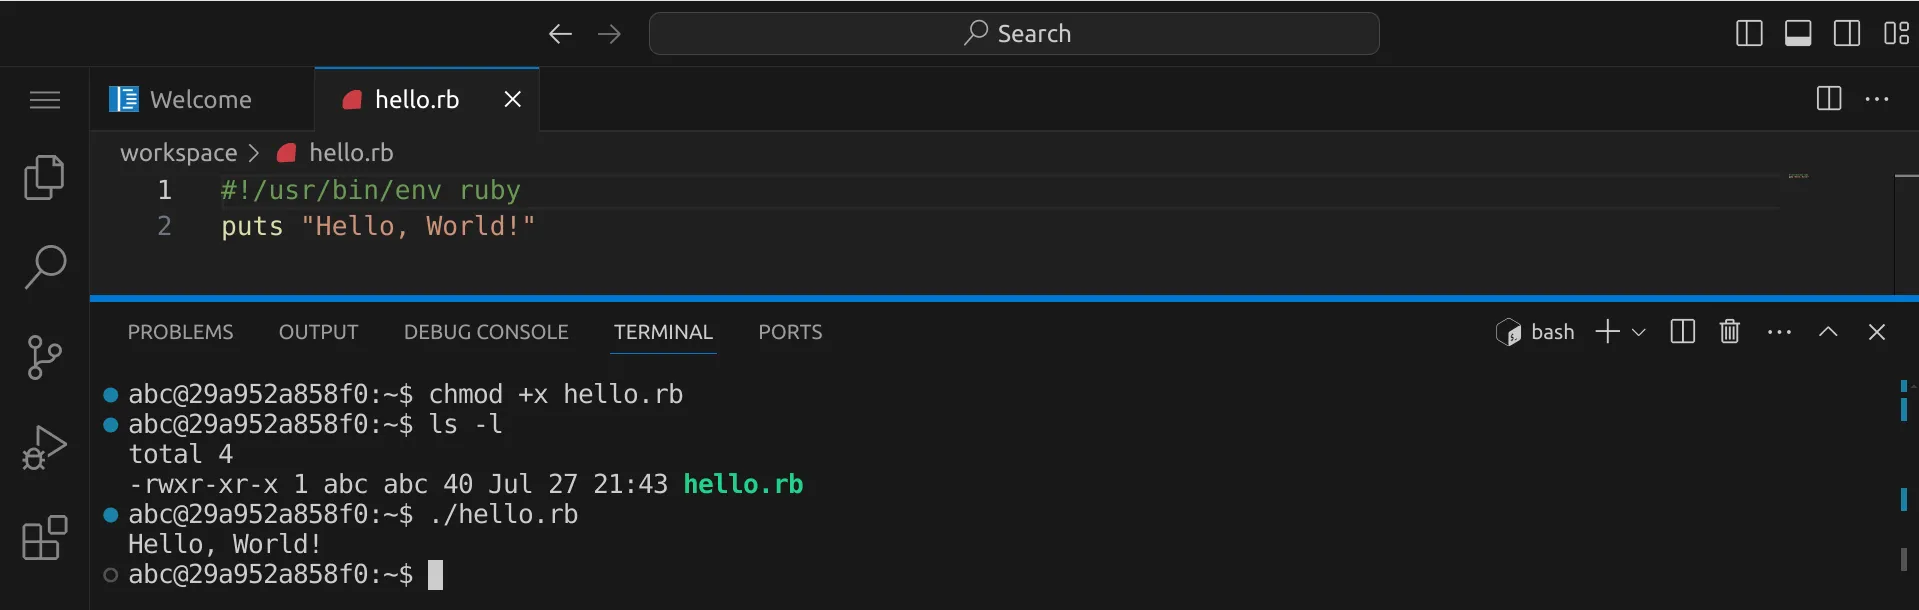 Search
Welcome
hello.rb
workspace > hello.rb
1 #!/usr/bin/env ruby
2 puts "Hello, World!"
PROBLEMS OUTPUT DEBUG CONSOLE TERMINAL PORTS
bash
abc@29a952a858f0:~$ chmod +x hello.rb
abc@29a952a858f0:~$ ls -l
total 4
-rwxr-xr-x 1 abc abc 40 Jul 27 21:43 hello.rb
abc@29a952a858f0:~$ ./hello.rb
Hello, World!
abc@29a952a858f0:~$